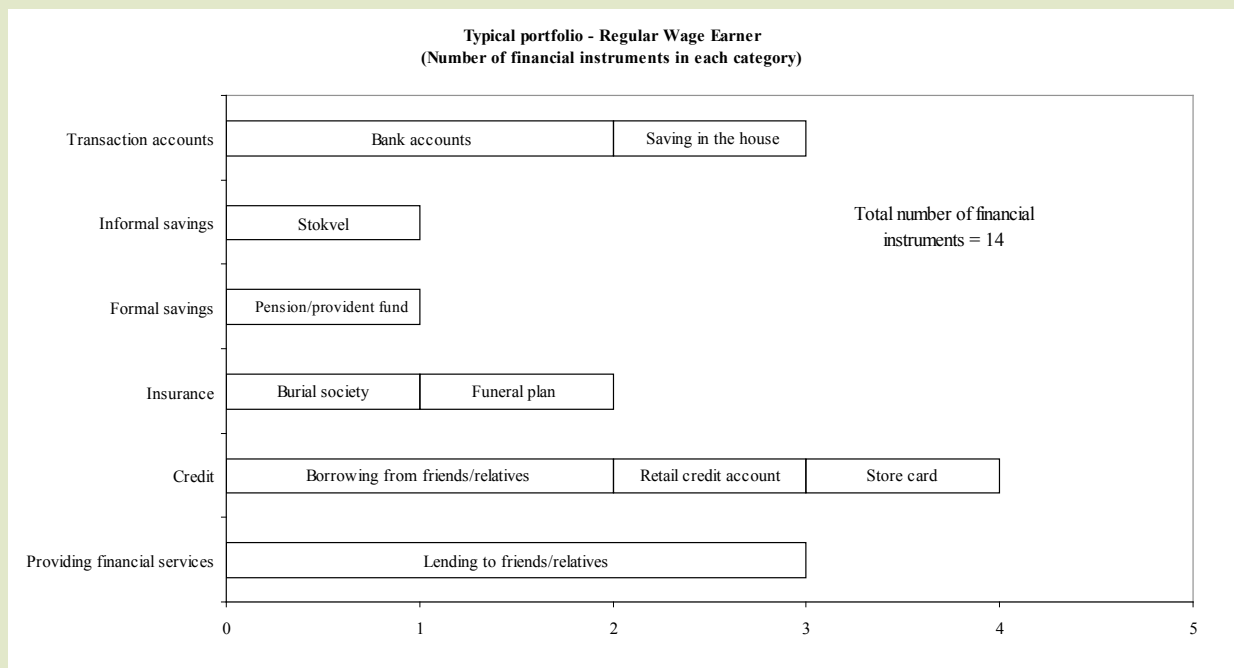 Typical portfolio - Regular Wage Earner
(Number of financial instruments in each category)
Transaction accounts
Bank accounts
Saving in the house
Informal savings
Stokvel
Total number of financial
instruments = 14
Formal savings
Pension/provident fund
Insurance
Burial society
Funeral plan
Credit
Borrowing from friends/relatives
Retail credit account
Store card
Providing financial services
Lending to friends/relatives
0
1
2
3
4
5